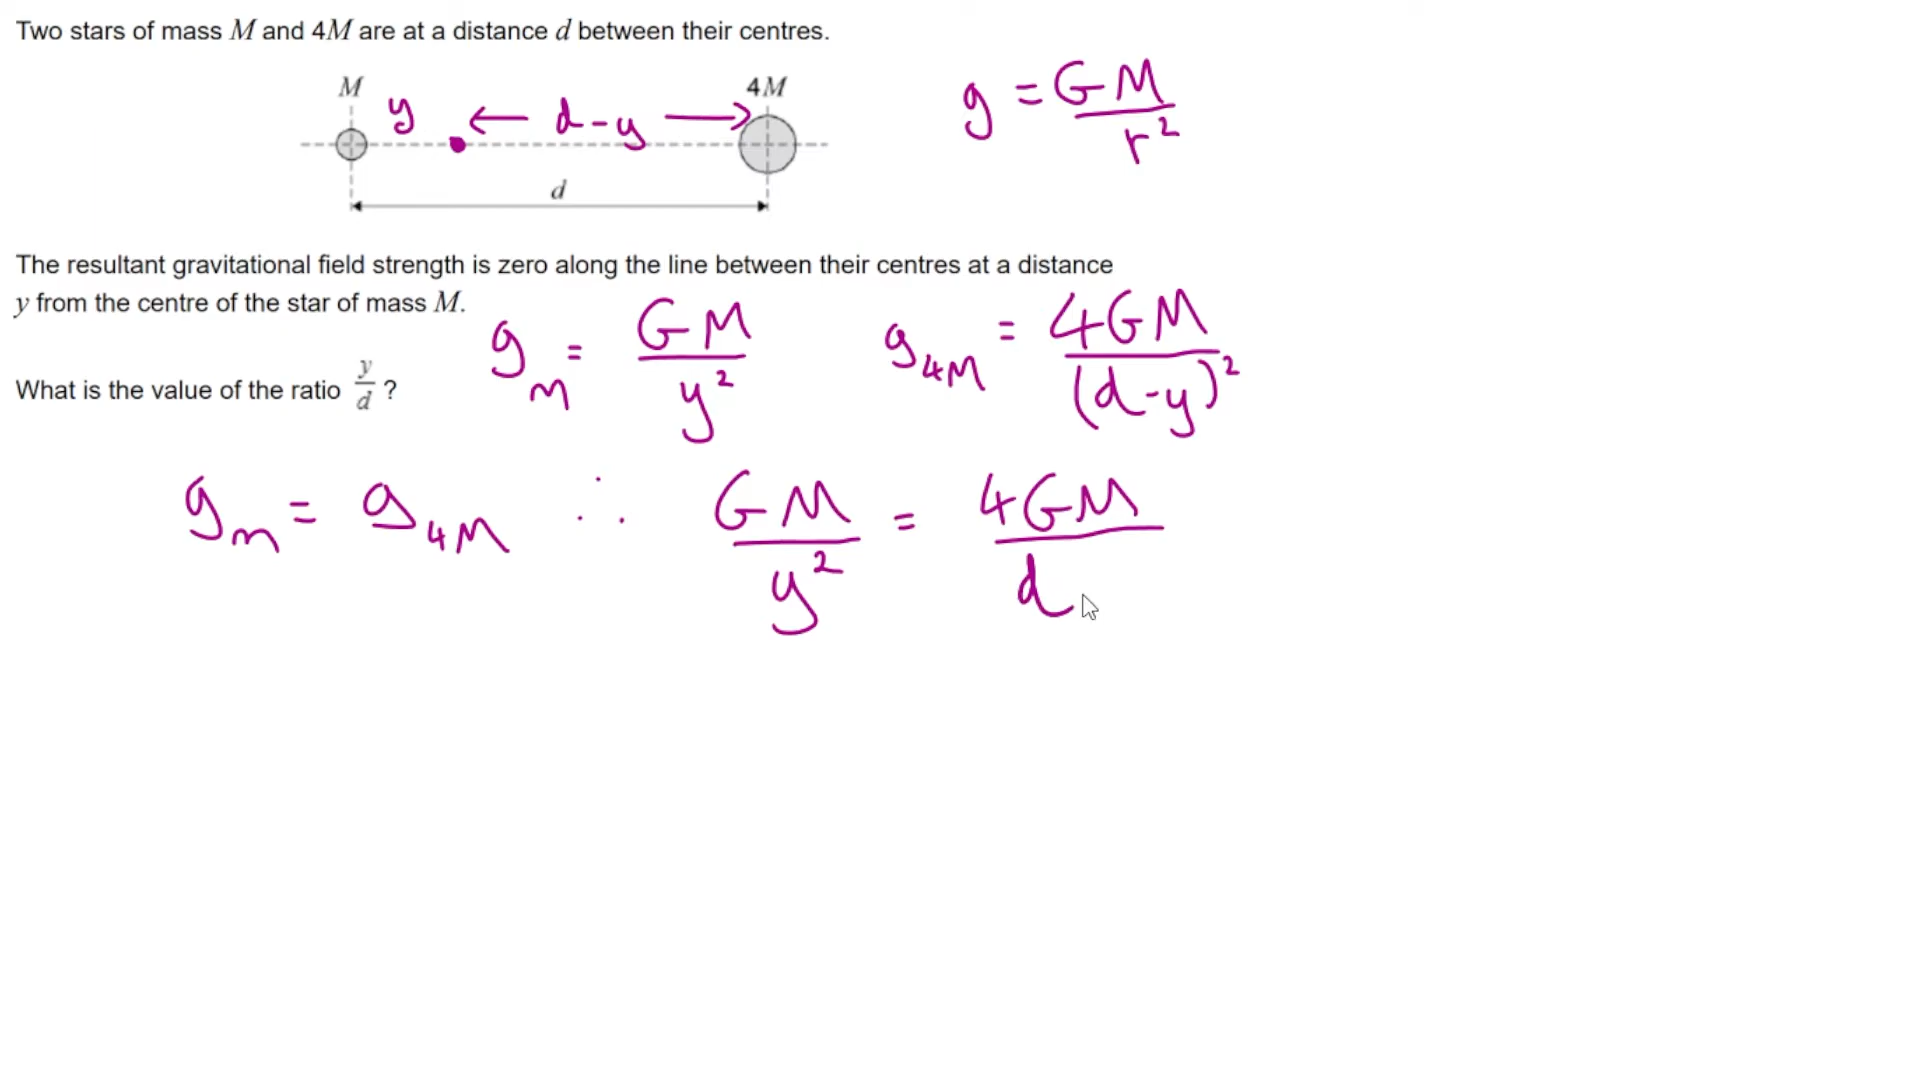 Two stars of mass M and 4M are at a distance d between their centres.
M
4M
y
← d-y →
d
g = GM/r²
The resultant gravitational field strength is zero along the line between their centres at a distance
y from the centre of the star of mass M.
g_m = GM/y²
g_4M = 4GM/(d-y)²
What is the value of the ratio y/d ?
g_m = g_4M ∴ GM/y² = 4GM/d